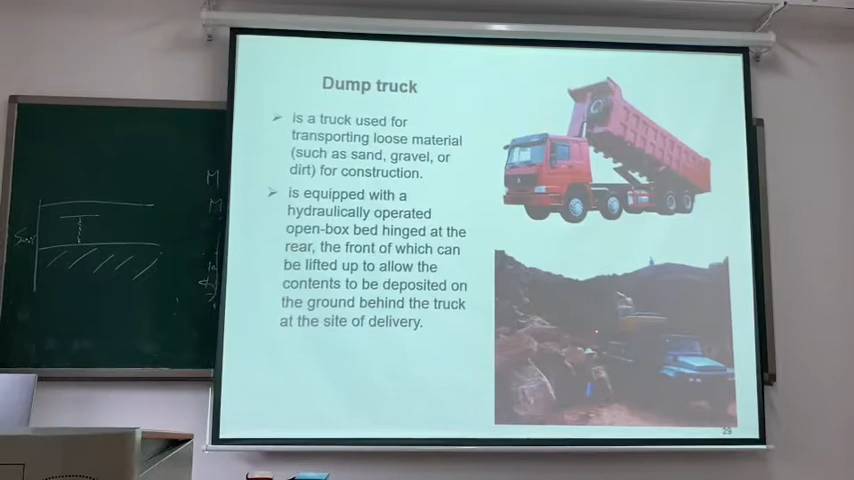 Dump truck
➢ is a truck used for
transporting loose material
(such as sand, gravel, or
dirt) for construction.
➢ is equipped with a
hydraulically operated
open-box bed hinged at the
rear, the front of which can
be lifted up to allow the
contents to be deposited on
the ground behind the truck
at the site of delivery.
29